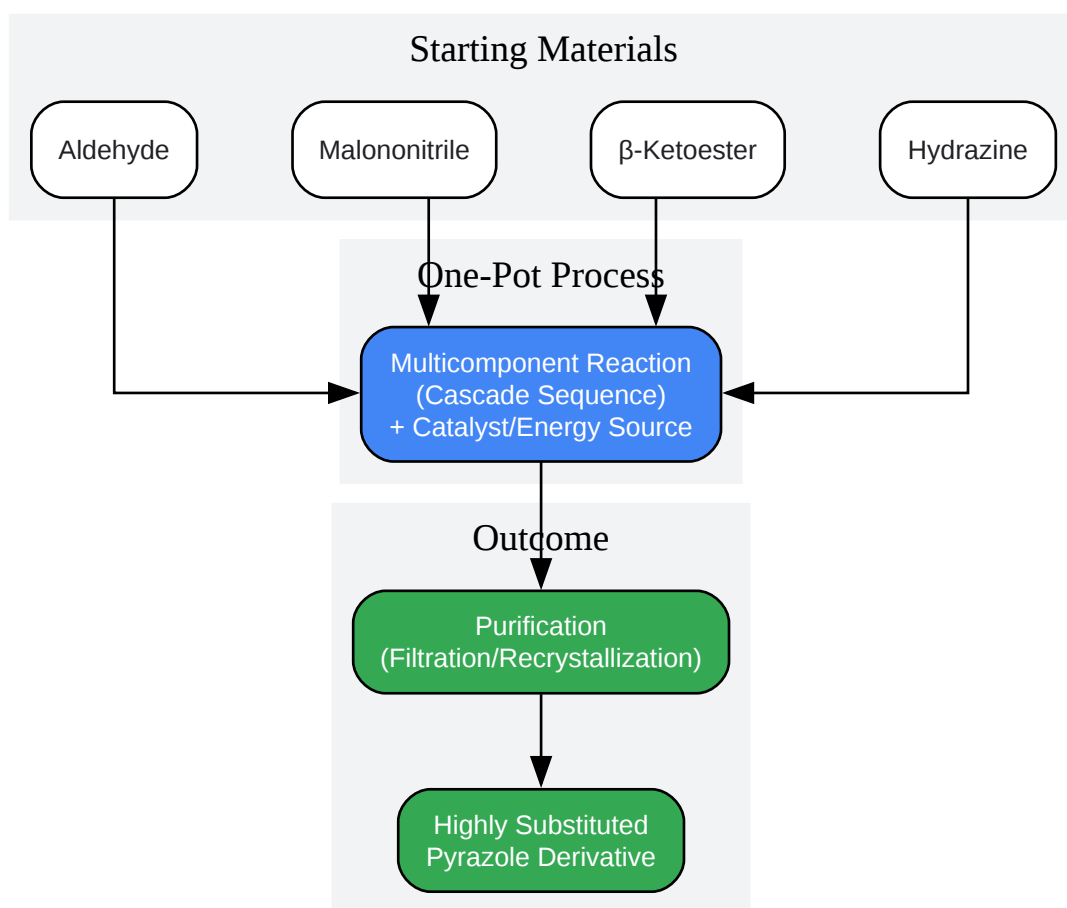 Starting Materials
Aldehyde
Malononitrile
β-Ketoester
Hydrazine
One-Pot Process
Multicomponent Reaction
(Cascade Sequence)
+ Catalyst/Energy Source
Outcome
Purification
(Filtration/Recrystallization)
Highly Substituted
Pyrazole Derivative